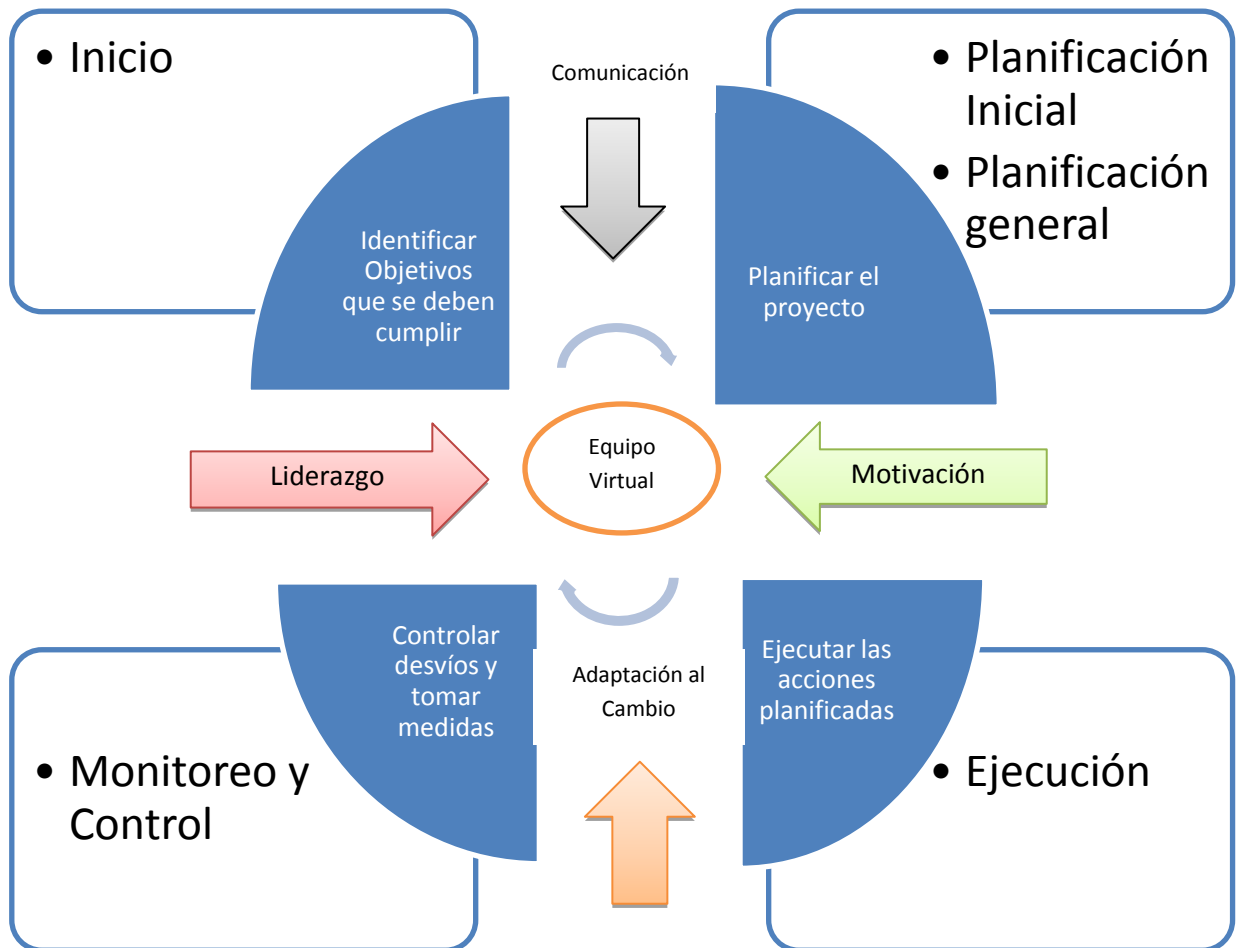 • Inicio
Comunicación
• Planificación
Inicial
• Planificación
general
Identificar
Objetivos
que se deben
cumplir
Planificar el
proyecto
Liderazgo
Equipo
Virtual
Motivación
Controlar
desvíos y
tomar
medidas
Adaptación al
Cambio
Ejecutar las
acciones
planificadas
• Monitoreo y
Control
• Ejecución